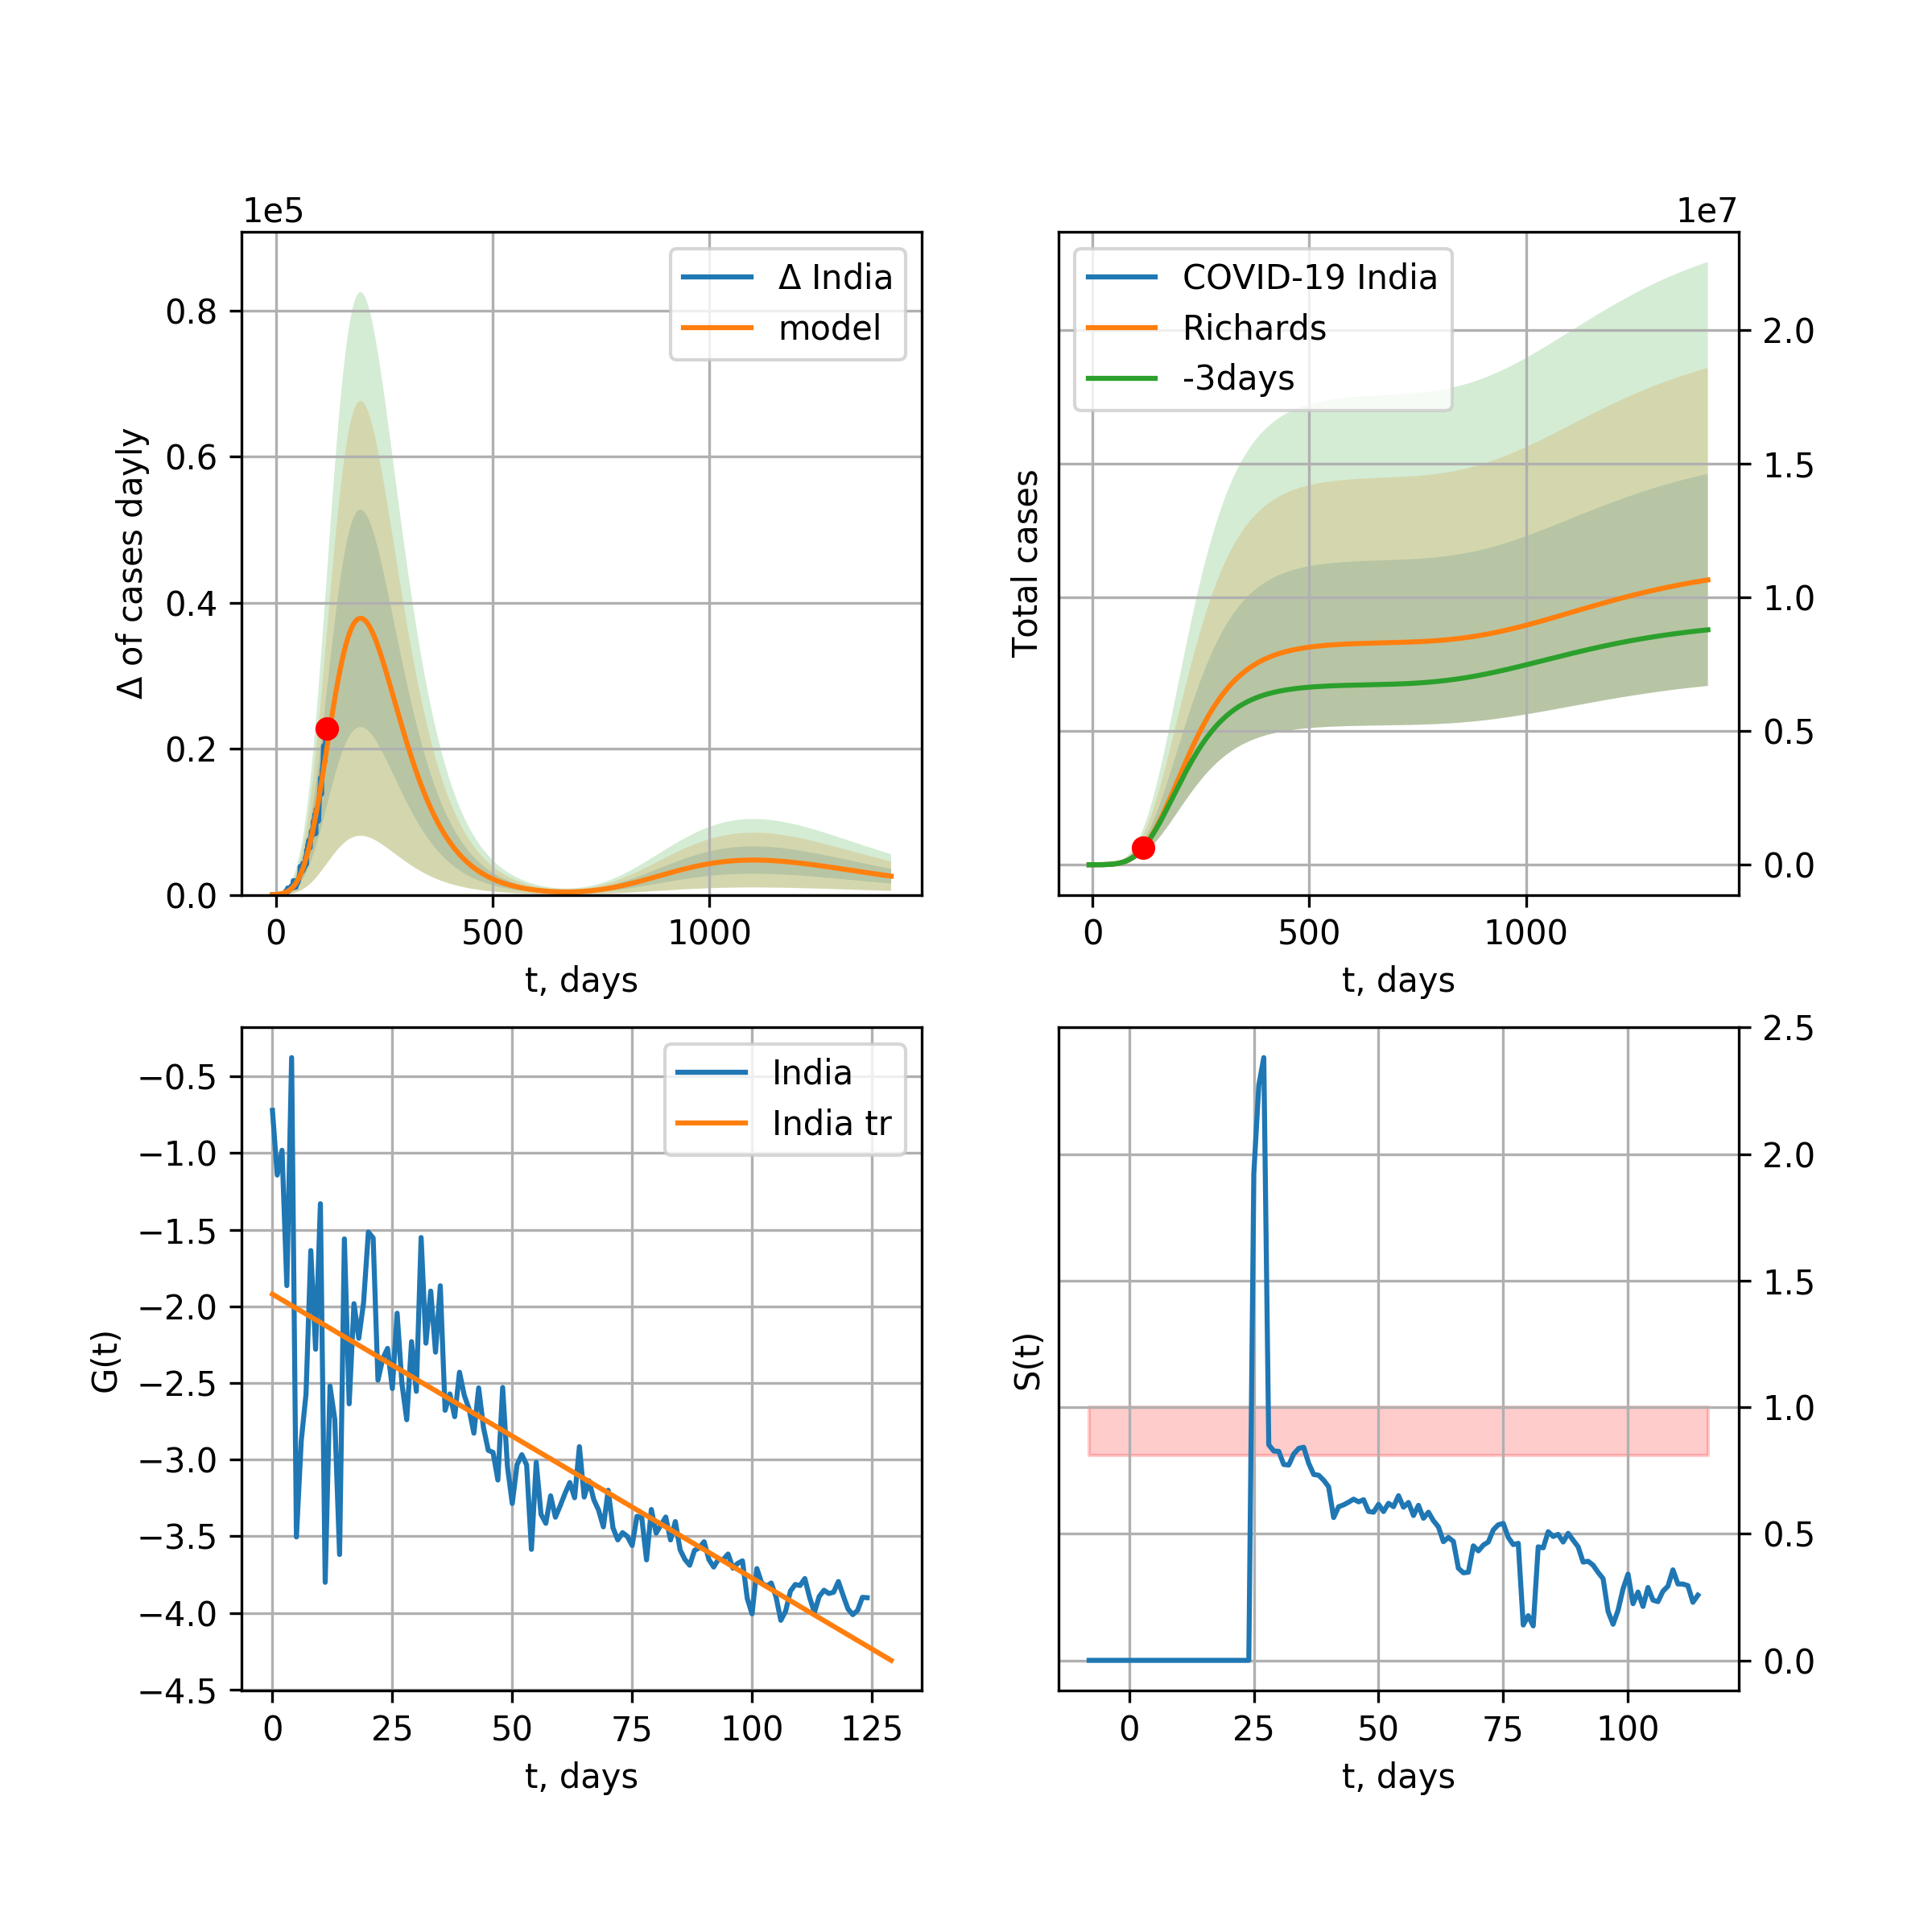 1e5
Δ of cases dayly
0.8
0.6
0.4
0.2
0.0
Δ India
model
0 500 1000
t, days
1e7
Total cases
COVID-19 India
Richards
-3days
2.0
1.5
1.0
0.5
0.0
0 500 1000
t, days
G(t)
−0.5
−1.0
−1.5
−2.0
−2.5
−3.0
−3.5
−4.0
−4.5
India
India tr
0 25 50 75 100 125
t, days
S(t)
2.5
2.0
1.5
1.0
0.5
0.0
0 25 50 75 100
t, days